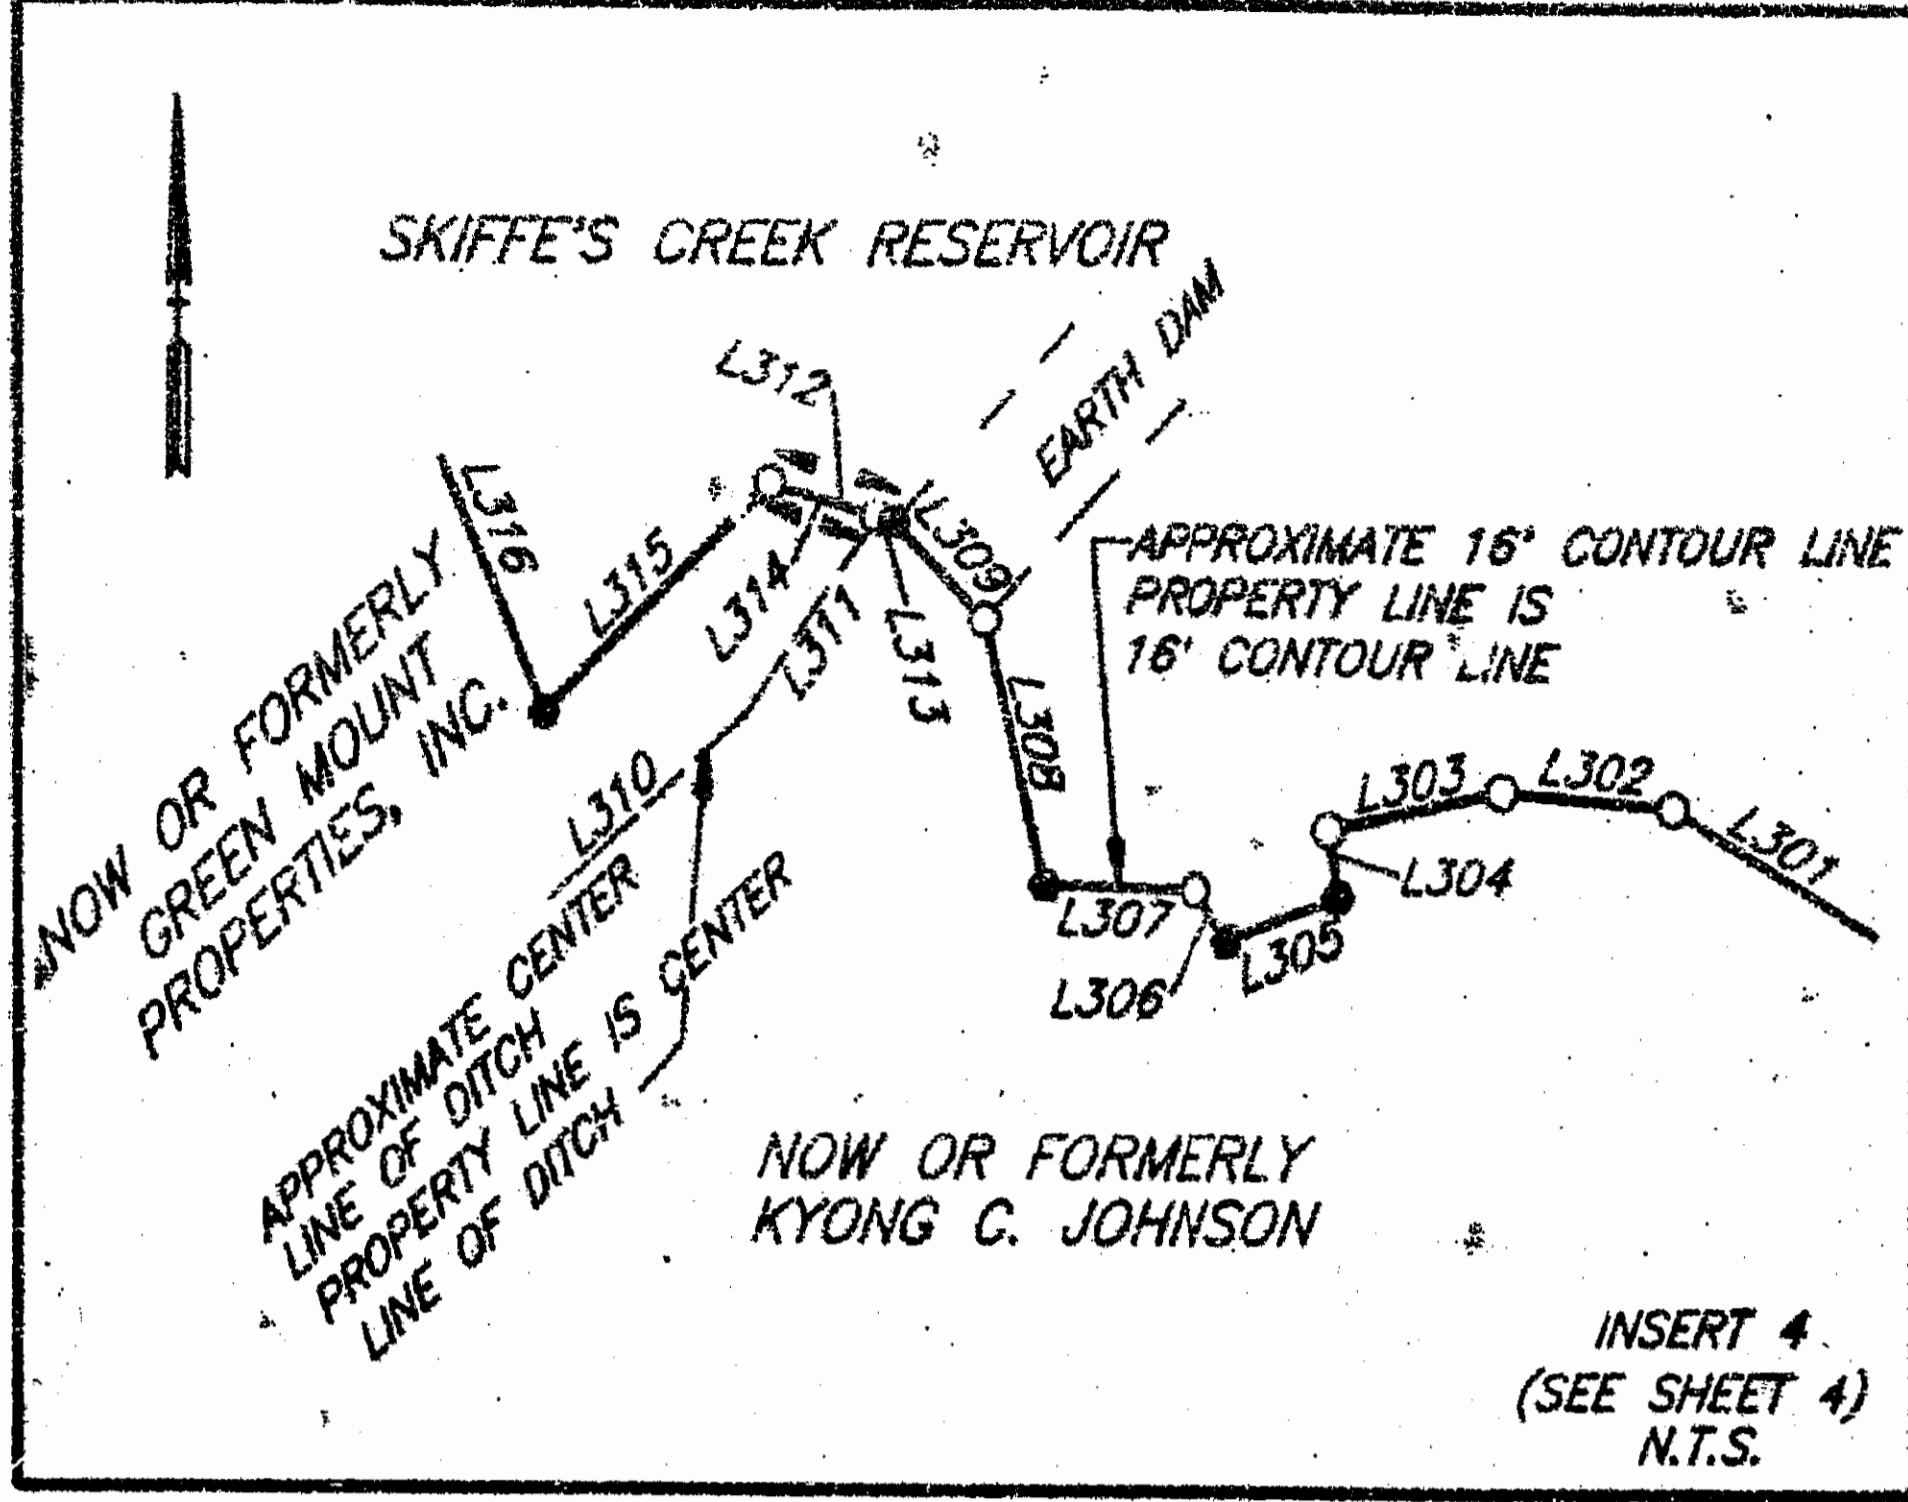 SKIFFE'S CREEK RESERVOIR
EARTH DAM
L312
L316
L315
L314
L311
L313
L309
L308
L310
APPROXIMATE 16' CONTOUR LINE
PROPERTY LINE IS
16' CONTOUR LINE
NOW OR FORMERLY
GREEN MOUNT
PROPERTIES, INC.
L303
L302
L301
L304
L307
L305
L306
APPROXIMATE CENTER
LINE OF DITCH
PROPERTY LINE IS CENTER
LINE OF DITCH
NOW OR FORMERLY
KYONG C. JOHNSON
INSERT 4
(SEE SHEET 4)
N.T.S.